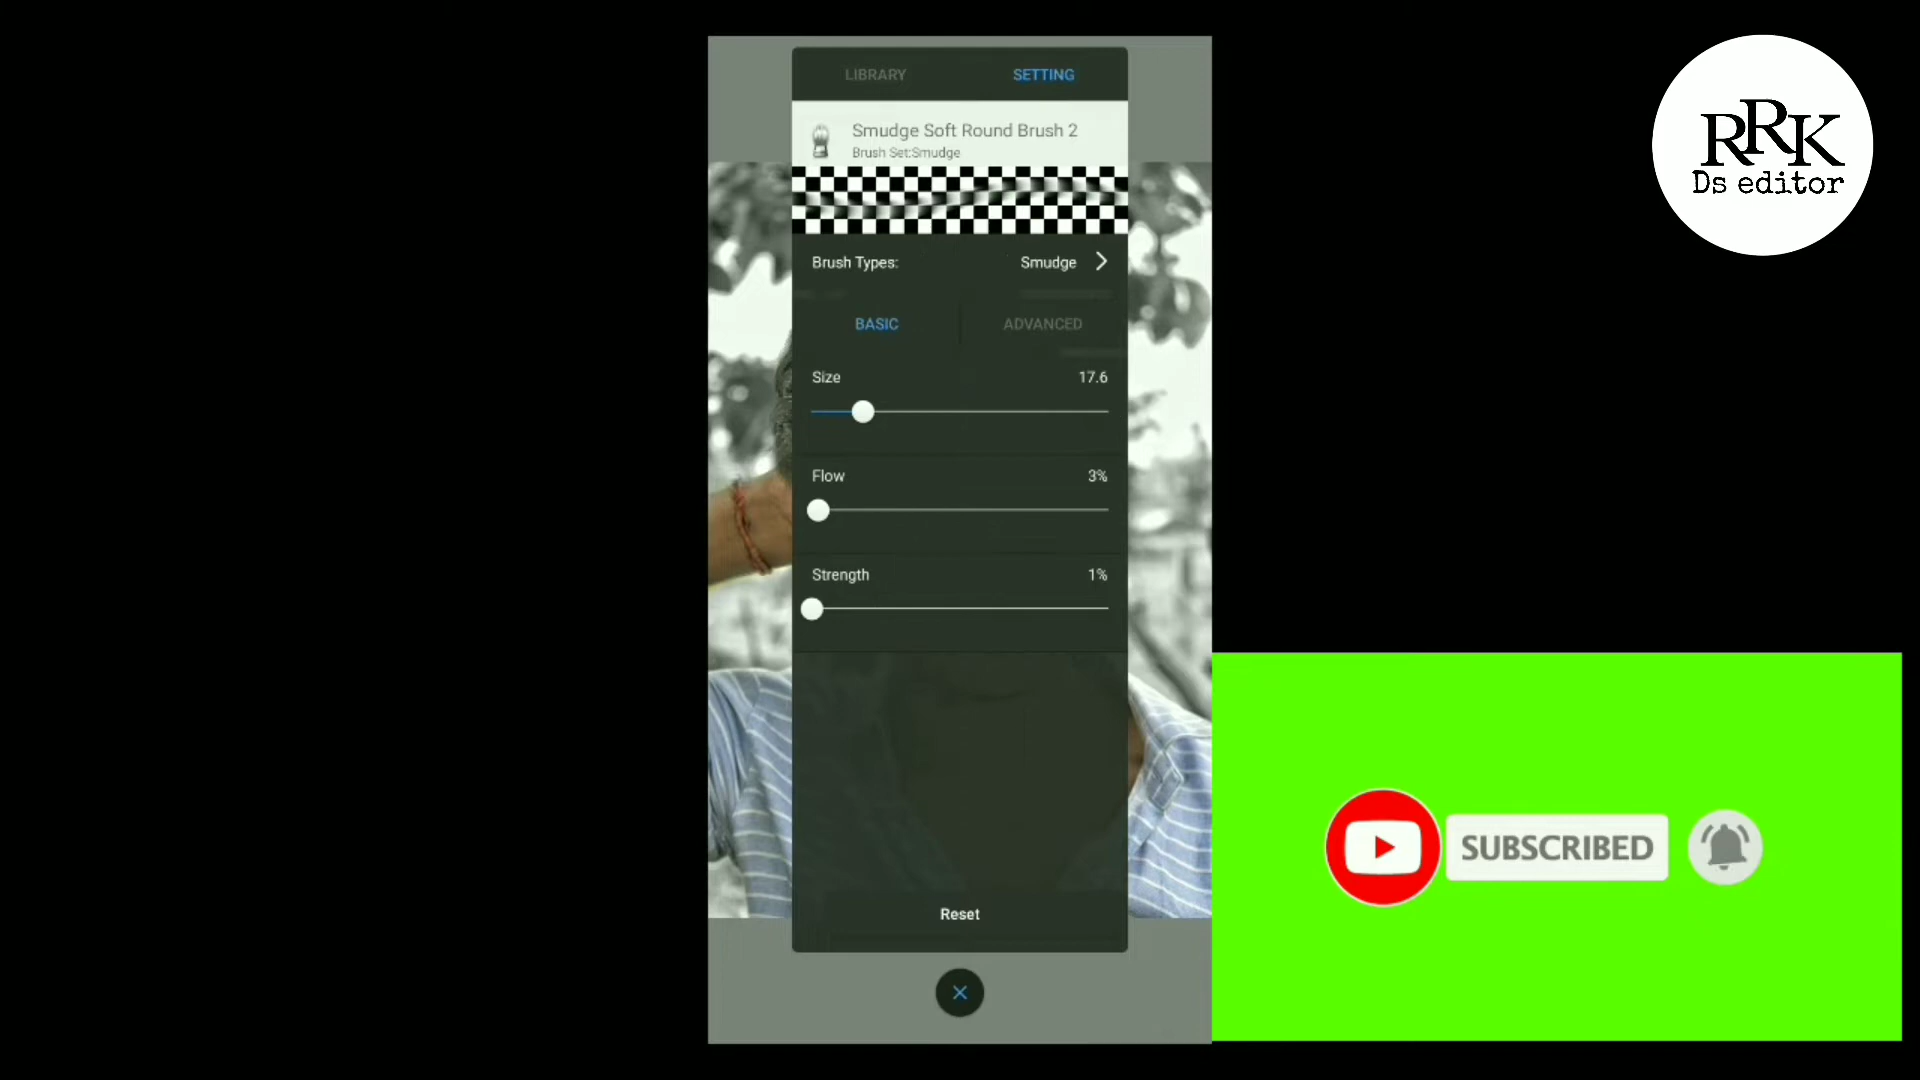 LIBRARY SETTING
Smudge Soft Round Brush 2
Brush Set:Smudge
Brush Types: Smudge
BASIC ADVANCED
Size 17.6
Flow 3%
Strength 1%
Reset
RRK
Ds editor
SUBSCRIBED